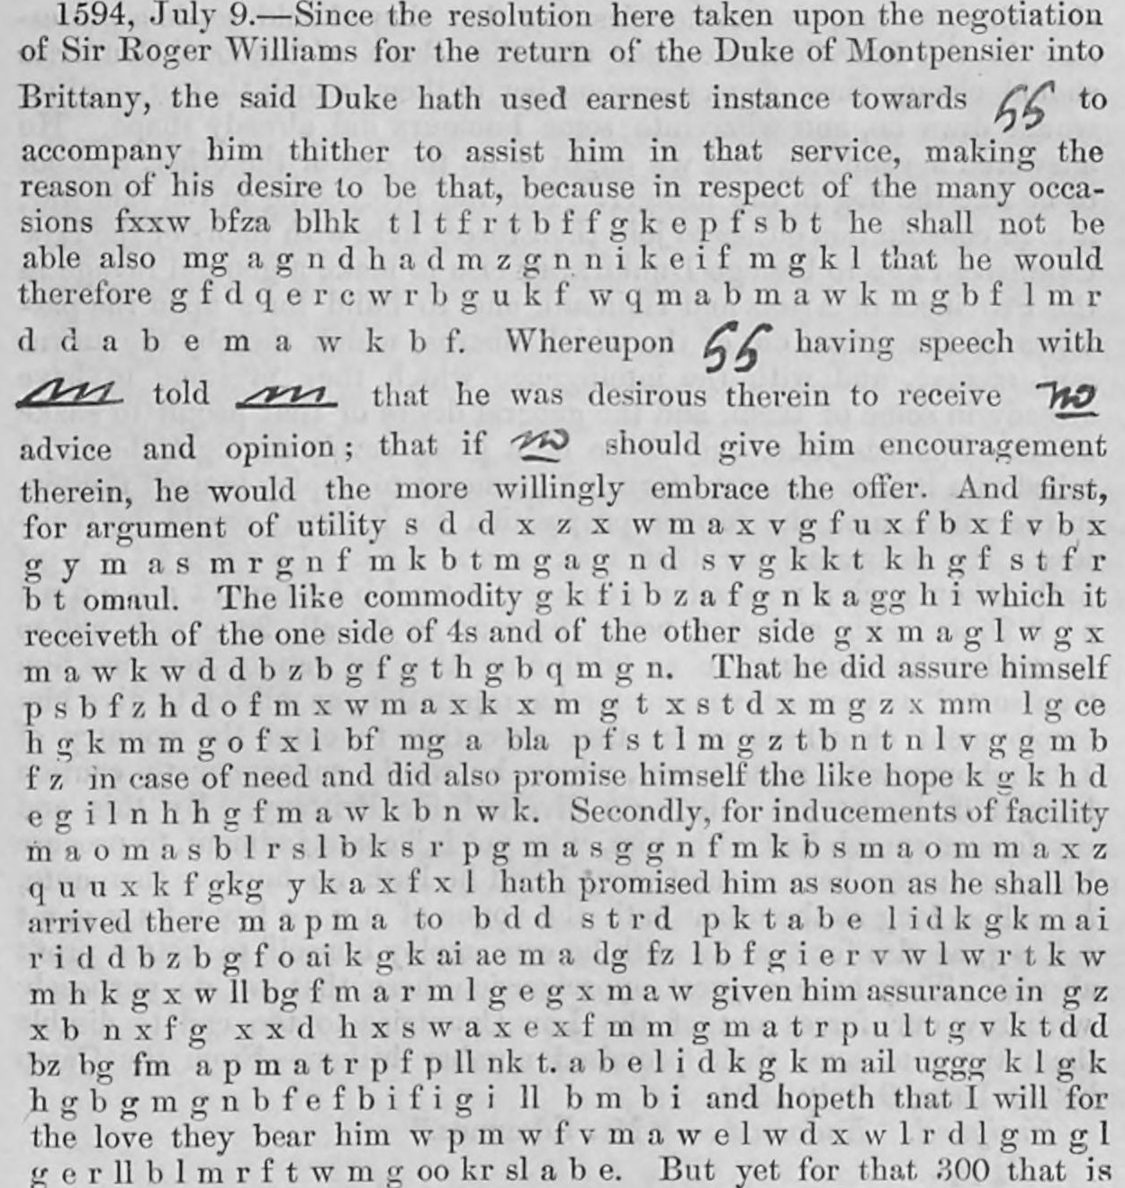 1594, July 9.—Since the resolution here taken upon the negotiation
of Sir Roger Williams for the return of the Duke of Montpensier into
Brittany, the said Duke hath used earnest instance towards to
accompany him thither to assist him in that service, making the
reason of his desire to be that, because in respect of the many occa-
sions fxxw bfza blhk t l t f r t b f f g k e p f s b t he shall not be
able also mg a g n d h a d m z g n n i k e i f m g k l that he would
therefore g f d q e r c w r b g u k f w q m a b m a w k m g b f l m r
d d a b e m a w k b f. Whereupon having speech with
told that he was desirous therein to receive
advice and opinion; that if should give him encouragement
therein, he would the more willingly embrace the offer. And first,
for argument of utility s d d x z x w m a x v g f u x f b x f v b x
g y m a s m r g n f m k b t m g a g n d s v g k k t k h g f s t f r
b t omaul. The like commodity g k f i b z a f g n k a gg h i which it
receiveth of the one side of 4s and of the other side g x m a g l w g x
m a w k w d d b z b g f g t h g b q m g n. That he did assure himself
p s b f z h d o f m x w m a x k x m g t x s t d x m g z x mm l g ce
h g k m m g o f x l bf mg a bla p f s t l m g z t b n t n l v g g m b
f z in case of need and did also promise himself the like hope k g k h d
e g i l n h h g f m a w k b n w k. Secondly, for inducements of facility
m a o m a s b l r s l b k s r p g m a s g g n f m k b s m a o m m a x z
q u u x k f gkg y k a x f x l hath promised him as soon as he shall be
arrived there m a p m a to b d d s t r d p k t a b e l i d k g k m a i
r i d d b z b g f o ai k g k ai ae m a dg fz l b f g i e r v w l w r t k w
m h k g x w ll bg f m a r m l g e g x m a w given him assurance in g z
x b n x f g x x d h x s w a x e x f m m g m a t r p u l t g v k t d d
bz bg fm a p m a t r p f p ll nk t. a b e l i d k g k m ail uggg k l g k
h g b g m g n b f e f b i f i g i ll b m b i and hopeth that I will for
the love they bear him w p m w f v m a w e l w d x w l r d l g m g l
g e r ll b l m r f t w m g oo kr sl a b e. But yet for that 300 that is